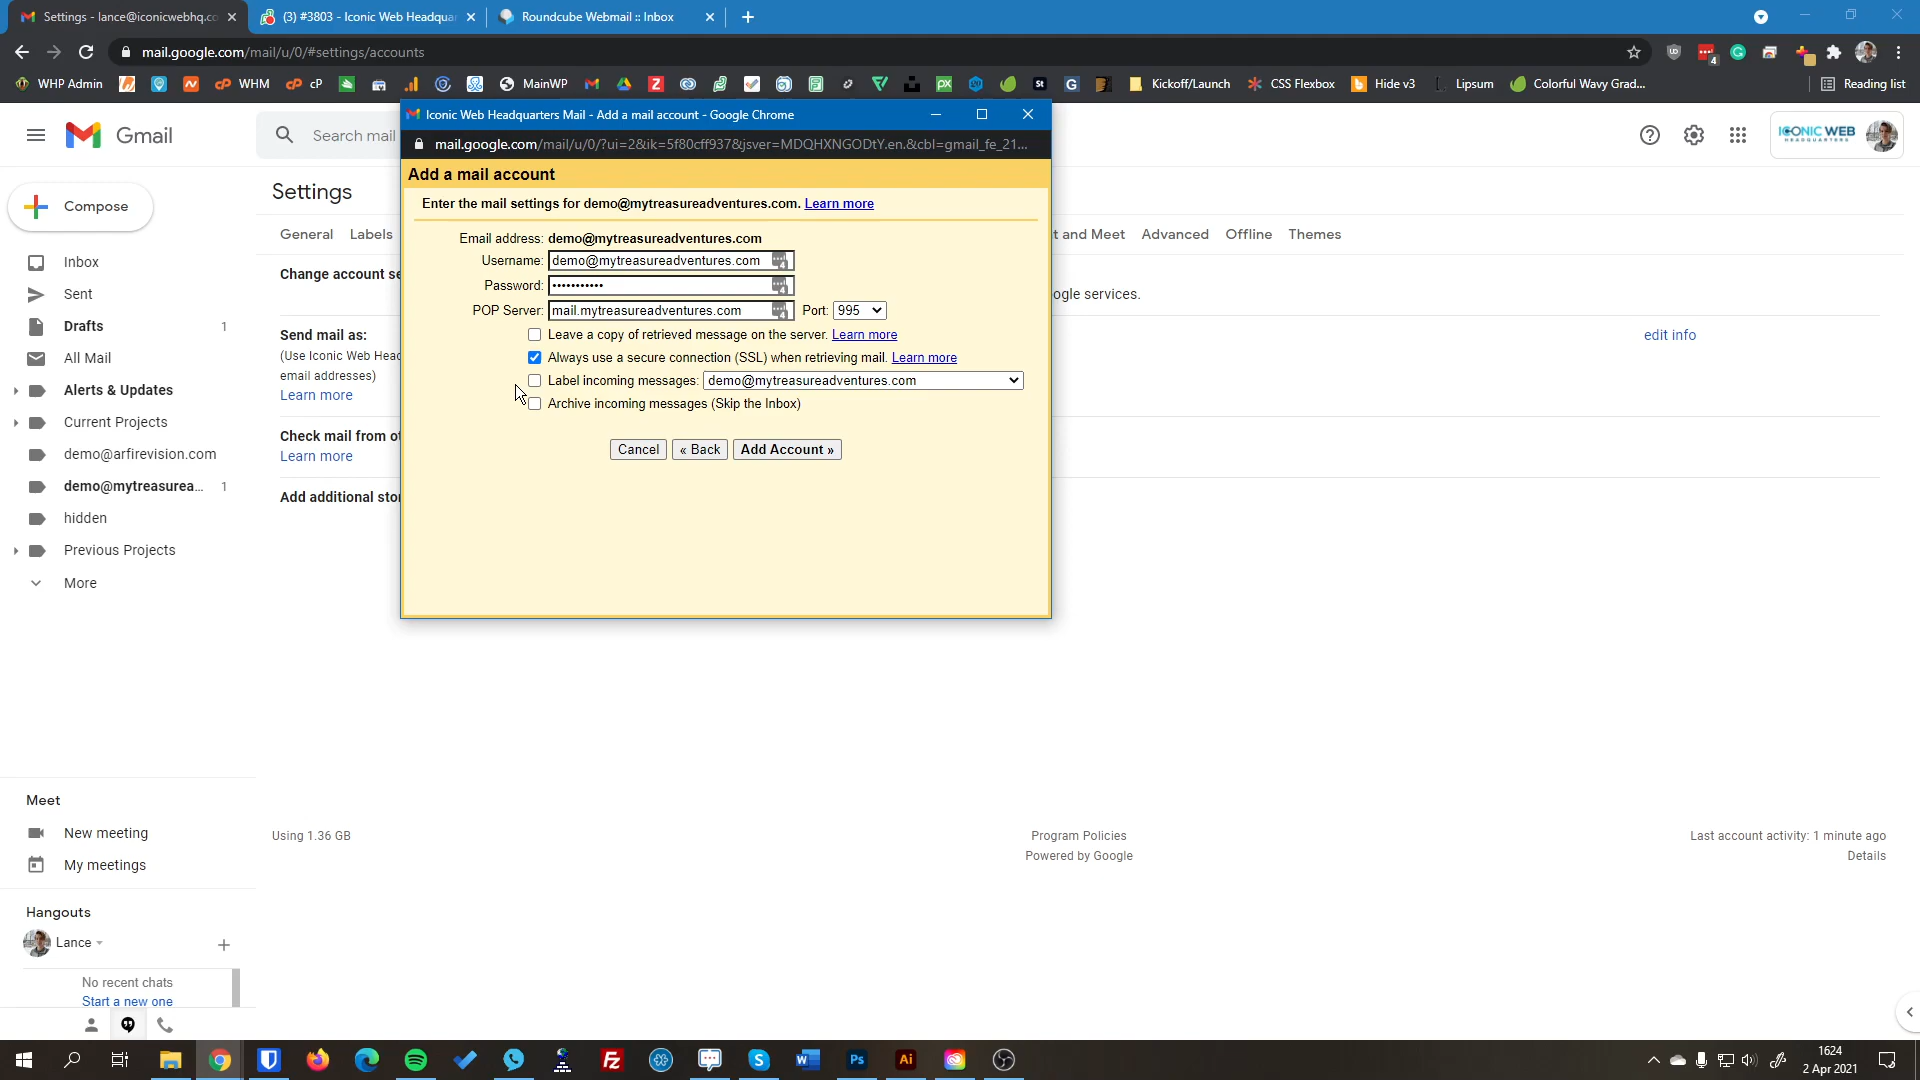 Settings - lance@iconicwebhq.co
(3) #3803 - Iconic Web Headquar
Roundcube Webmail :: Inbox
mail.google.com/mail/u/0/#settings/accounts
WHP Admin
WHM
cP
MainWP
Kickoff/Launch
CSS Flexbox
Hide v3
Lipsum
Colorful Wavy Grad...
Reading list
Iconic Web Headquarters Mail - Add a mail account - Google Chrome
mail.google.com/mail/u/0/?ui=2&ik=5f80cff937&jsver=MDQHXNGODtY.en.&cbl=gmail_fe_21...
Gmail
Search mail
ICONIC WEB
HEADQUARTERS
Compose
Inbox
Sent
Drafts 1
All Mail
Alerts & Updates
Current Projects
demo@arfirevision.com
demo@mytreasurea... 1
hidden
Previous Projects
More
Settings
General Labels
t and Meet Advanced Offline Themes
Change account se
ogle services.
Send mail as:
(Use Iconic Web Head
email addresses)
Learn more
edit info
Check mail from ot
Learn more
Add additional stor
Add a mail account
Enter the mail settings for demo@mytreasureadventures.com. Learn more
Email address: demo@mytreasureadventures.com
Username: demo@mytreasureadventures.com
Password: •••••••••••
POP Server: mail.mytreasureadventures.com Port: 995
Leave a copy of retrieved message on the server. Learn more
Always use a secure connection (SSL) when retrieving mail. Learn more
Label incoming messages: demo@mytreasureadventures.com
Archive incoming messages (Skip the Inbox)
Cancel « Back Add Account »
Meet
New meeting
My meetings
Hangouts
Lance
No recent chats
Start a new one
Using 1.36 GB
Program Policies
Powered by Google
Last account activity: 1 minute ago
Details
1624
2 Apr 2021